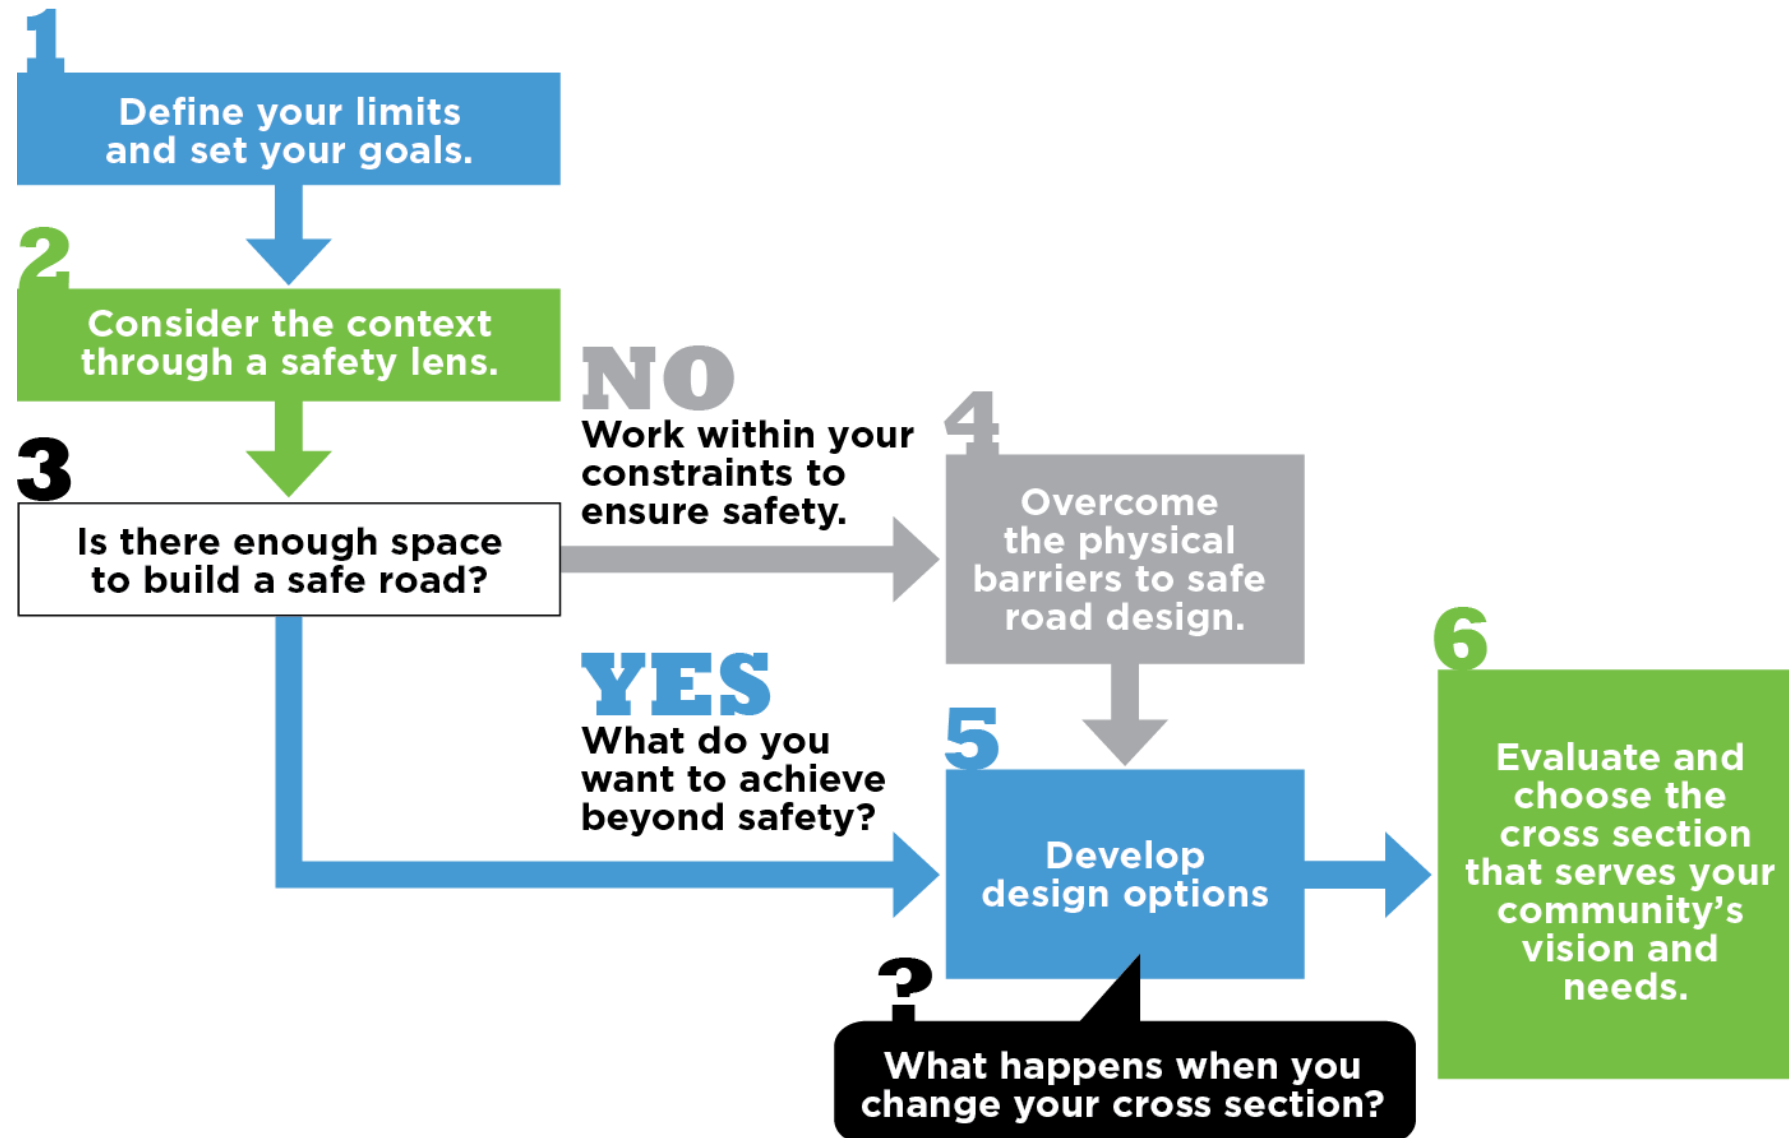 1
Define your limits
and set your goals.
2
Consider the context
through a safety lens.
3
Is there enough space
to build a safe road?
NO
Work within your
constraints to
ensure safety.
4
Overcome
the physical
barriers to safe
road design.
YES
What do you
want to achieve
beyond safety?
5
Develop
design options
?
What happens when you
change your cross section?
6
Evaluate and
choose the
cross section
that serves your
community’s
vision and
needs.